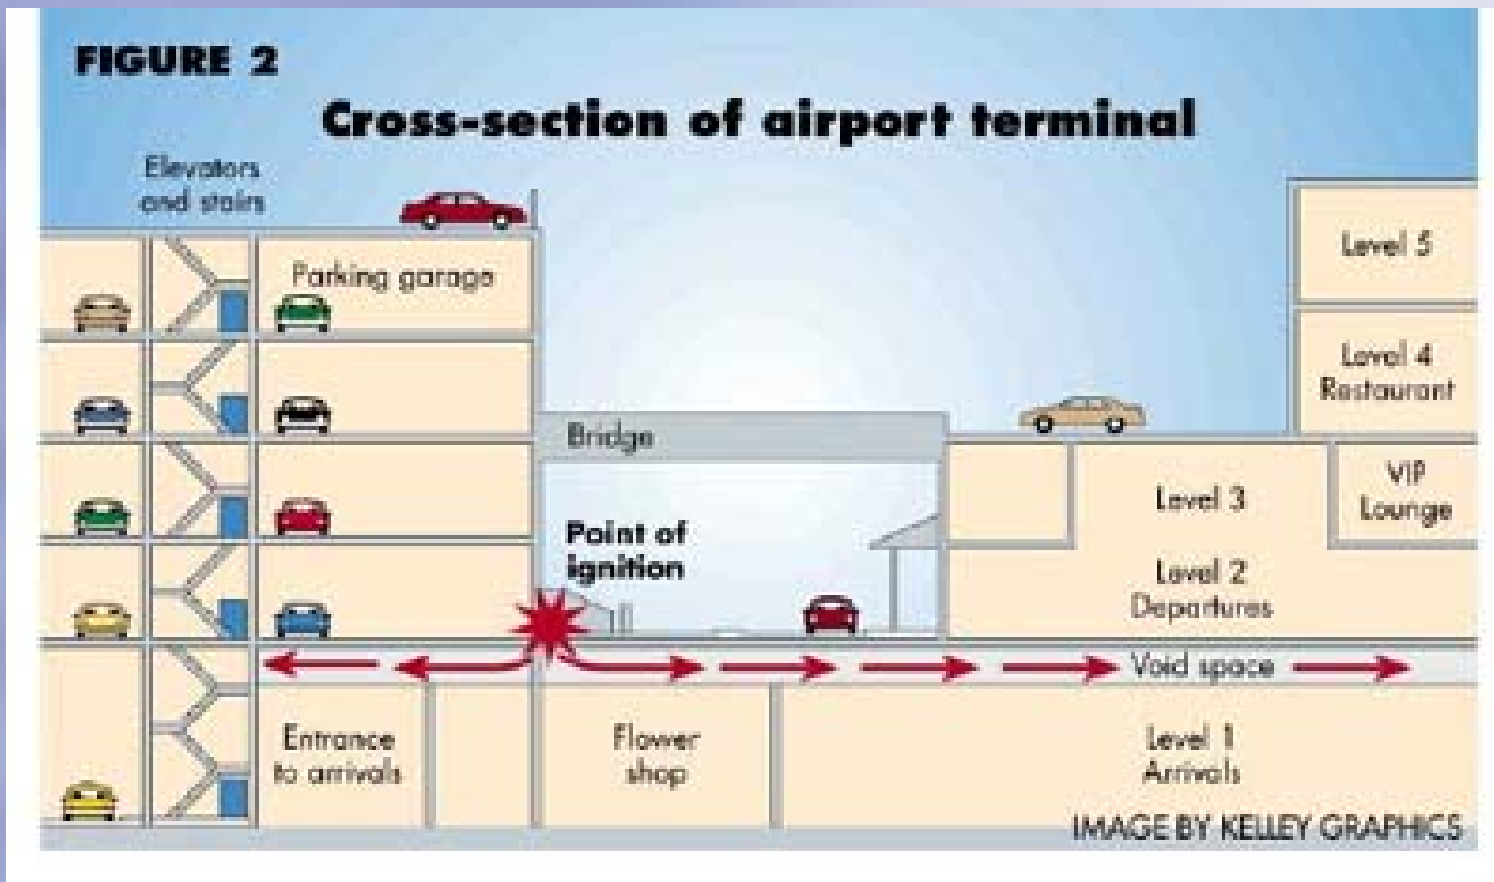 FIGURE 2
Cross-section of airport terminal
Elevators
and stairs
Parking garage
Level 5
Level 4
Restaurant
Bridge
VIP
Lounge
Level 3
Point of
ignition
Level 2
Departures
Void space
Entrance
to arrivals
Flower
shop
Level 1
Arrivals
IMAGE BY KELLEY GRAPHICS